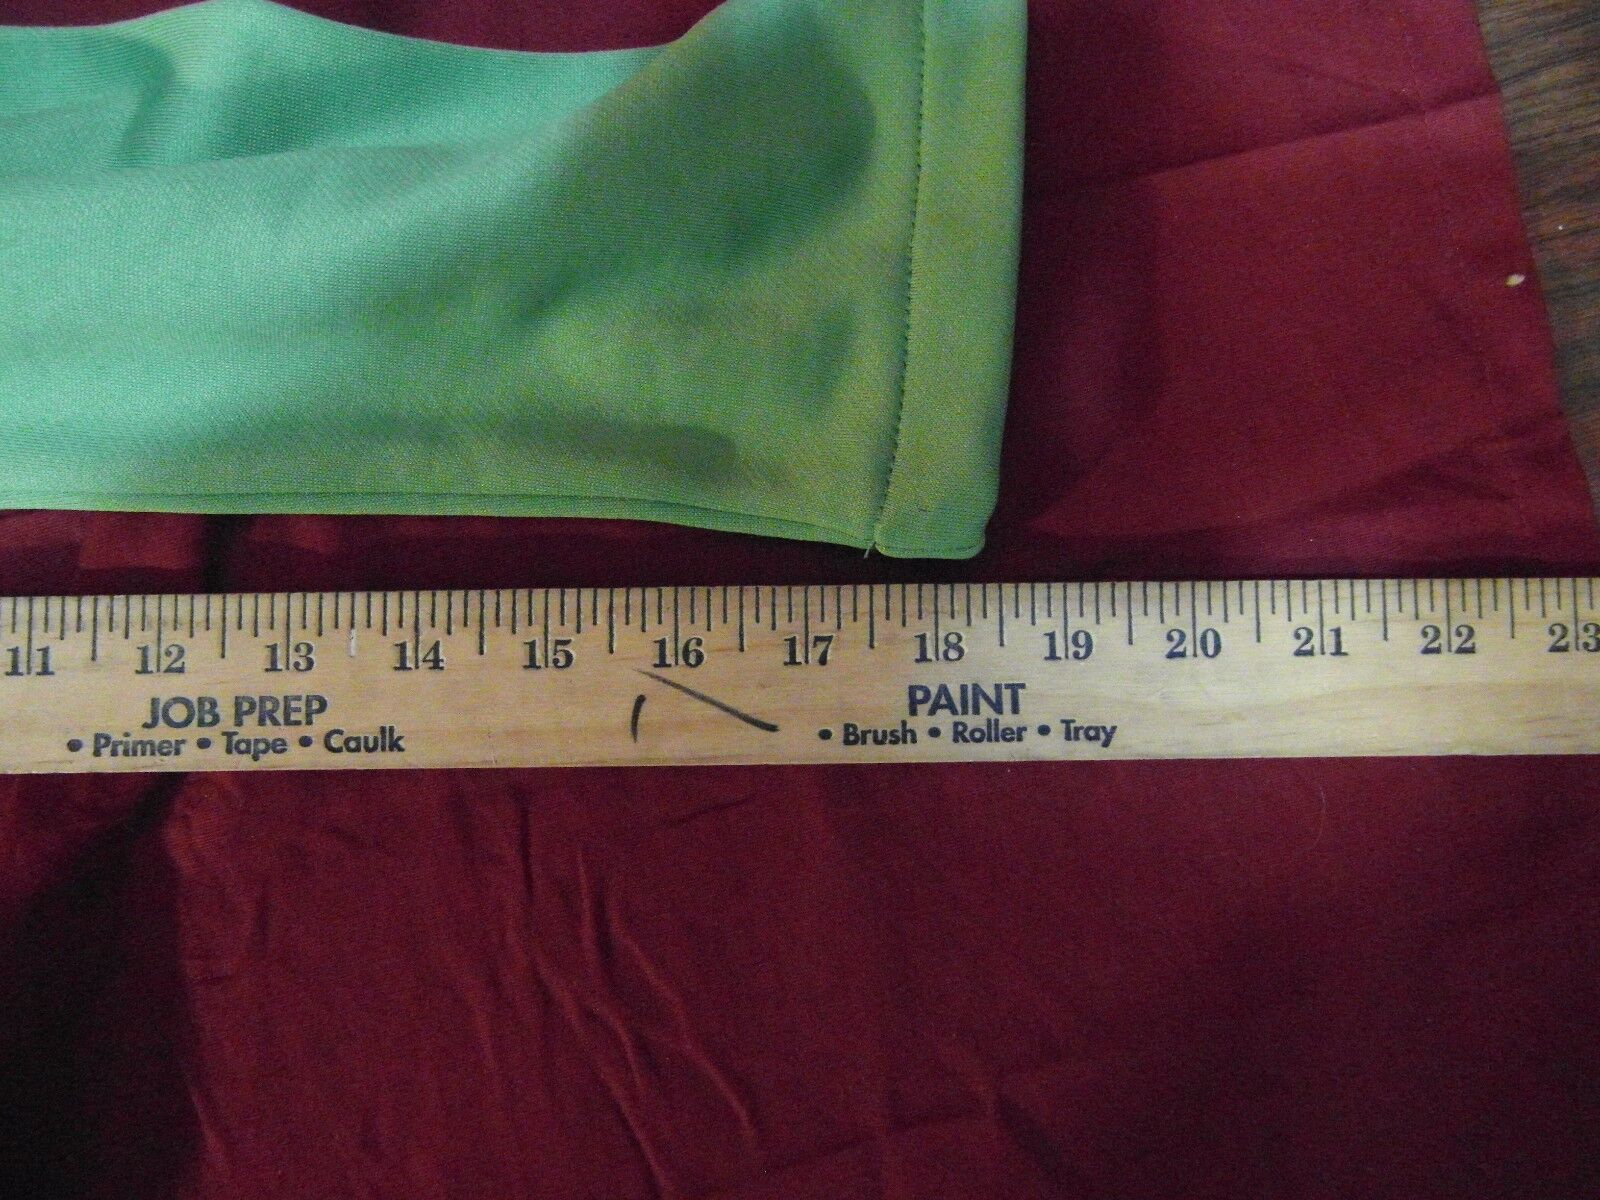 11 12 13 14 15 16 17 18 19 20 21 22 23
JOB PREP
• Primer • Tape • Caulk
PAINT
• Brush • Roller • Tray